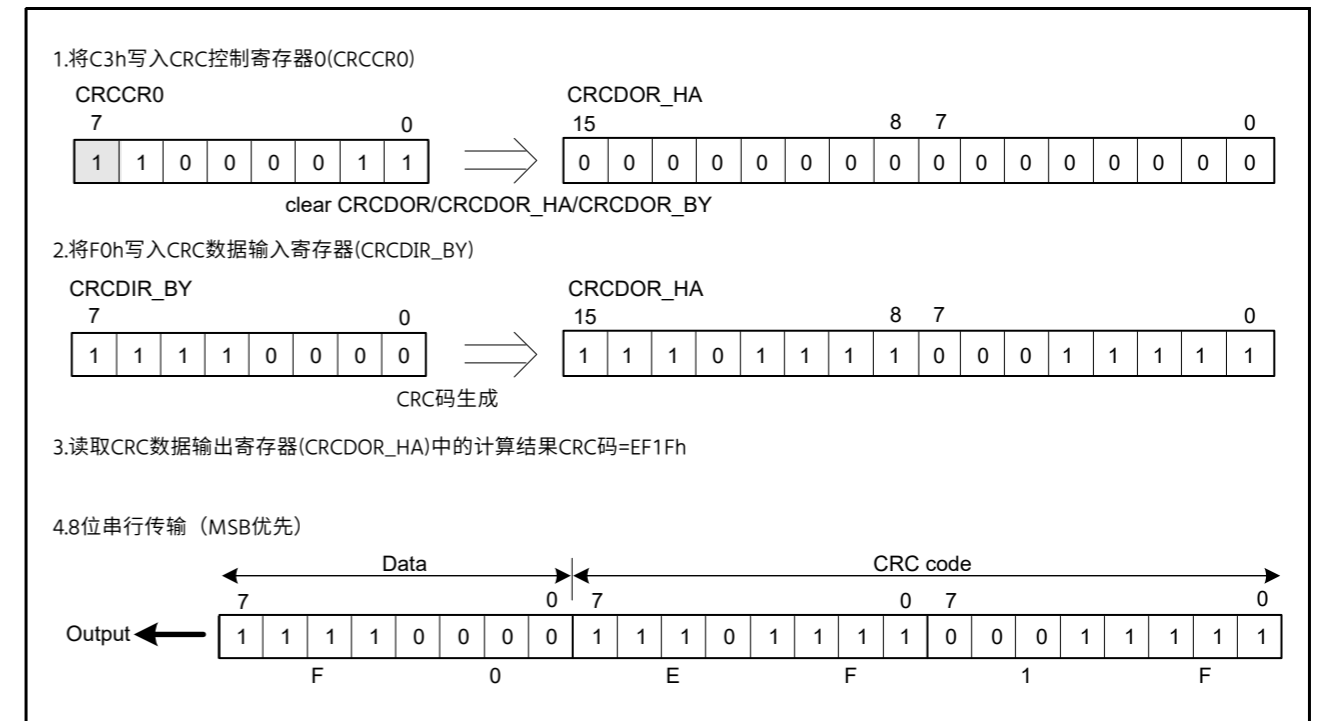 1.将C3h写入CRC控制寄存器0(CRCCR0)
CRCCR0 CRCDOR_HA
7 0 15 8 7 0
1 1 0 0 0 0 1 1 0 0 0 0 0 0 0 0 0 0 0 0 0 0 0 0
clear CRCDOR/CRCDOR_HA/CRCDOR_BY
2.将F0h写入CRC数据输入寄存器(CRCDIR_BY)
CRCDIR_BY CRCDOR_HA
7 0 15 8 7 0
1 1 1 1 0 0 0 0 1 1 1 0 1 1 1 1 0 0 0 1 1 1 1 1
CRC码生成
3.读取CRC数据输出寄存器(CRCDOR_HA)中的计算结果CRC码=EF1Fh
4.8位串行传输（MSB优先）
Data CRC code
7 0 7 0 7 0
Output 1 1 1 1 0 0 0 0 1 1 1 0 1 1 1 1 0 0 0 1 1 1 1 1
F 0 E F 1 F